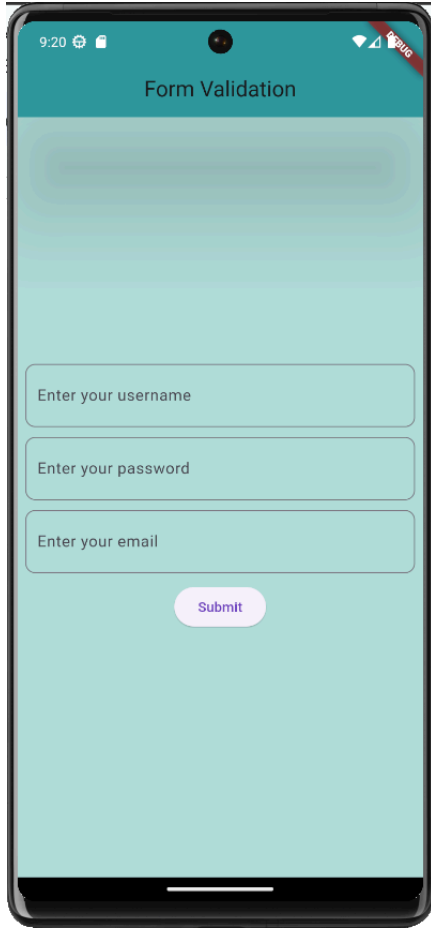 9:20
DEBUG
Form Validation
Enter your username
Enter your password
Enter your email
Submit